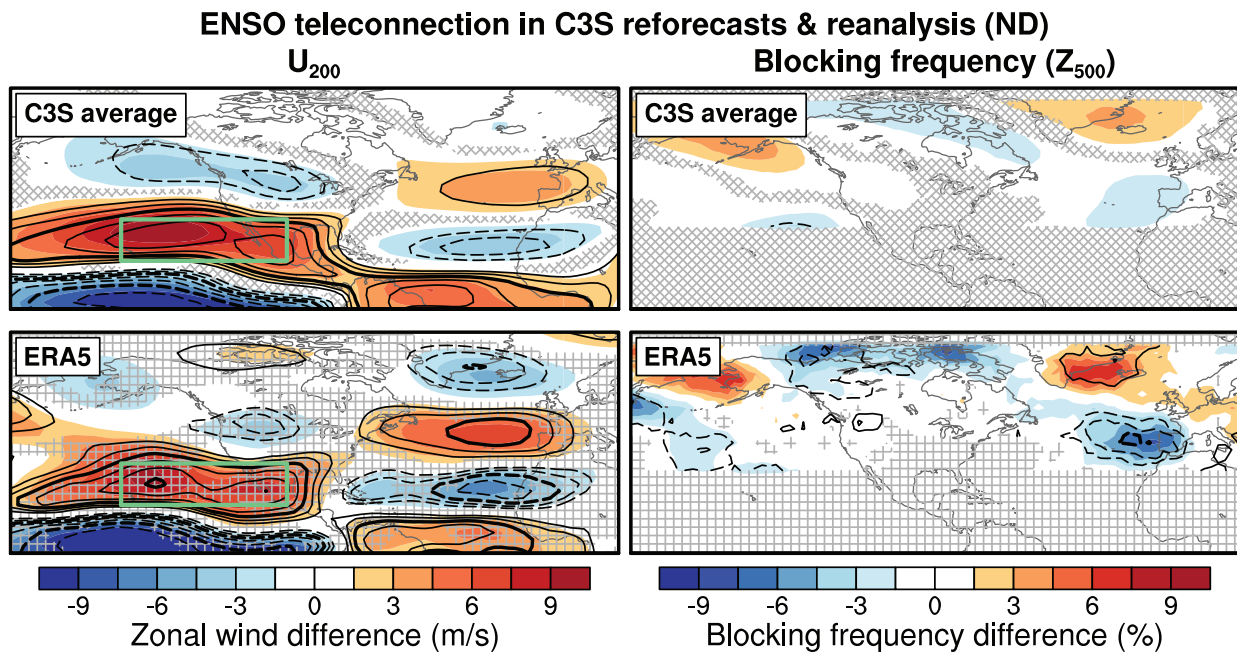 ENSO teleconnection in C3S reforecasts & reanalysis (ND)
U200
Blocking frequency (Z500)
C3S average
C3S average
ERA5
ERA5
-9 -6 -3 0 3 6 9
-9 -6 -3 0 3 6 9
Zonal wind difference (m/s)
Blocking frequency difference (%)